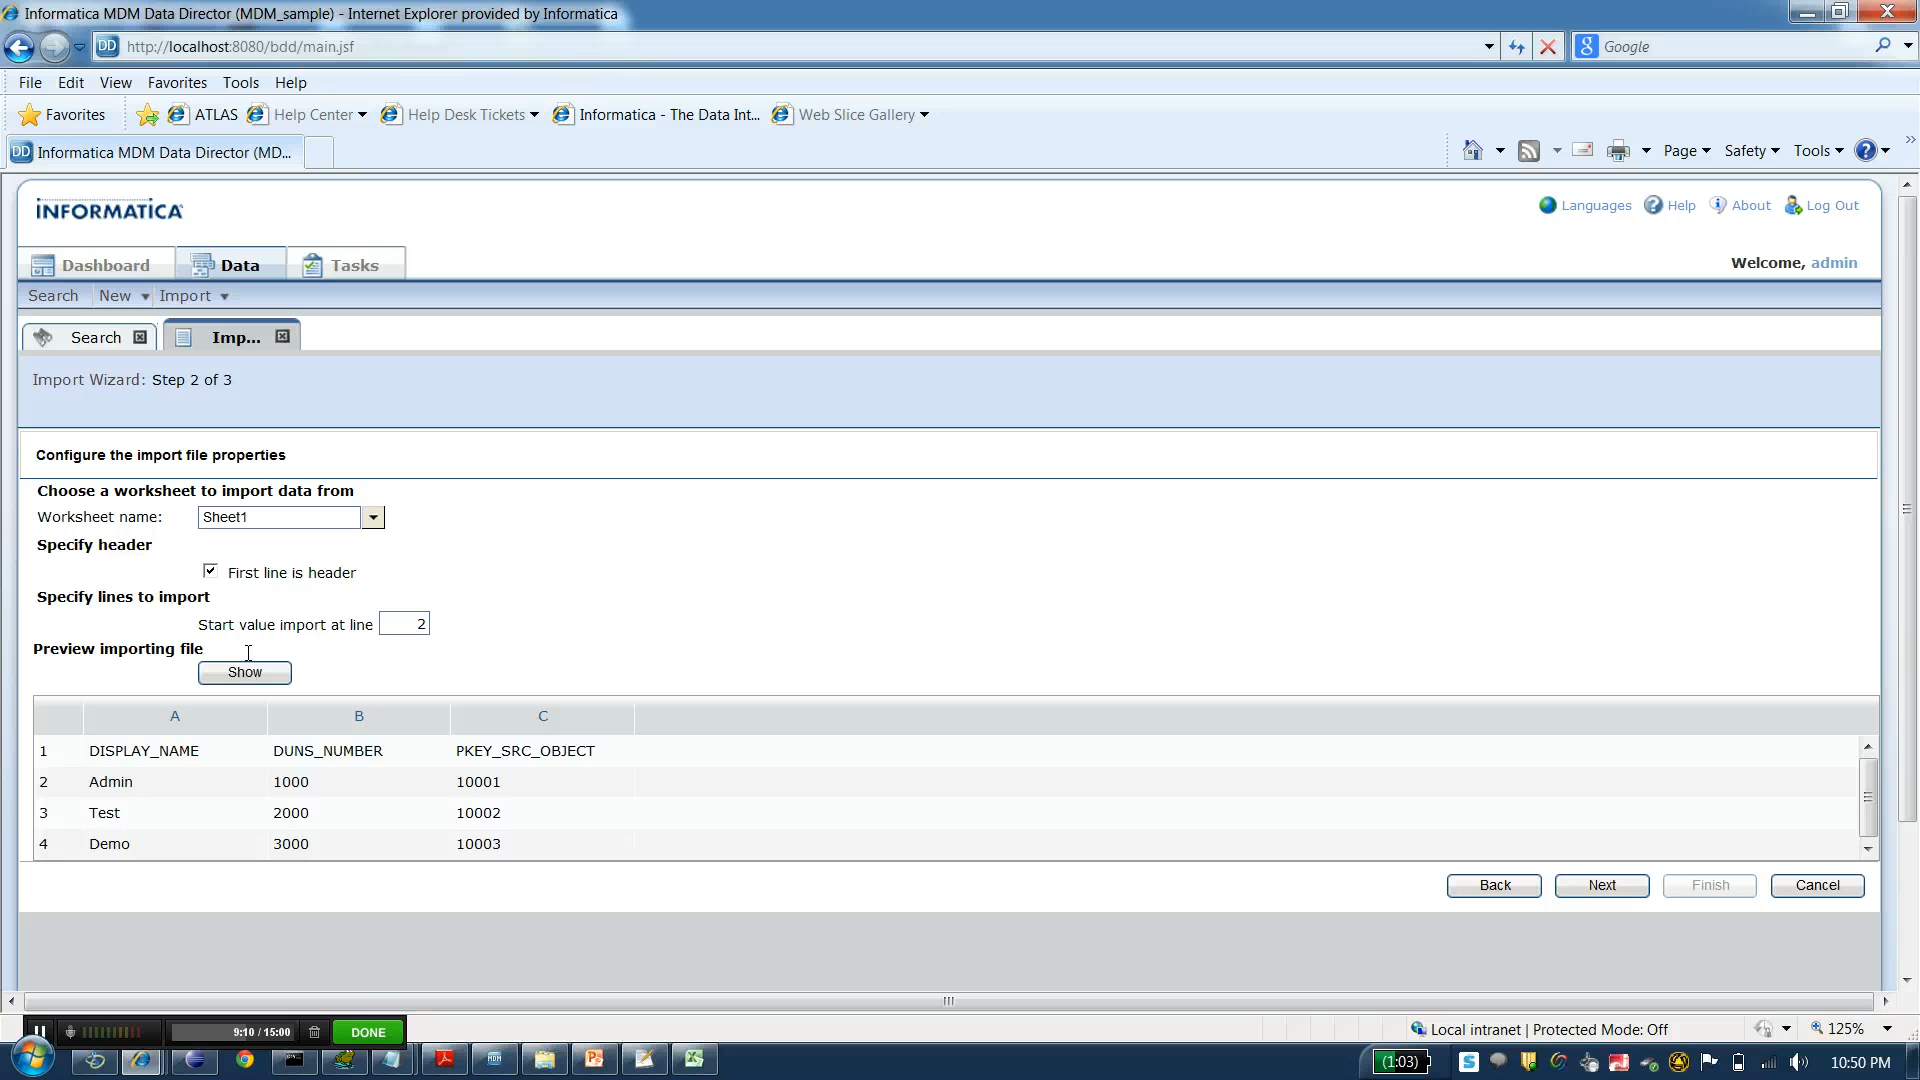 Informatica MDM Data Director (MDM_sample) - Internet Explorer provided by Informatica
DD http://localhost:8080/bdd/main.jsf
Google
File Edit View Favorites Tools Help
Favorites ATLAS Help Center Help Desk Tickets Informatica - The Data Int... Web Slice Gallery
DD Informatica MDM Data Director (MD...
Page Safety Tools
INFORMATICA
Languages Help About Log Out
Dashboard Data Tasks
Welcome, admin
Search New Import
Search Imp...
Import Wizard: Step 2 of 3
Configure the import file properties
Choose a worksheet to import data from
Worksheet name: Sheet1
Specify header
First line is header
Specify lines to import
Start value import at line 2
Preview importing file
Show
A B C
1 DISPLAY_NAME DUNS_NUMBER PKEY_SRC_OBJECT
2 Admin 1000 10001
3 Test 2000 10002
4 Demo 3000 10003
Back Next Finish Cancel
9:10 / 15:00 DONE
Local intranet | Protected Mode: Off
125%
(1:03)
10:50 PM